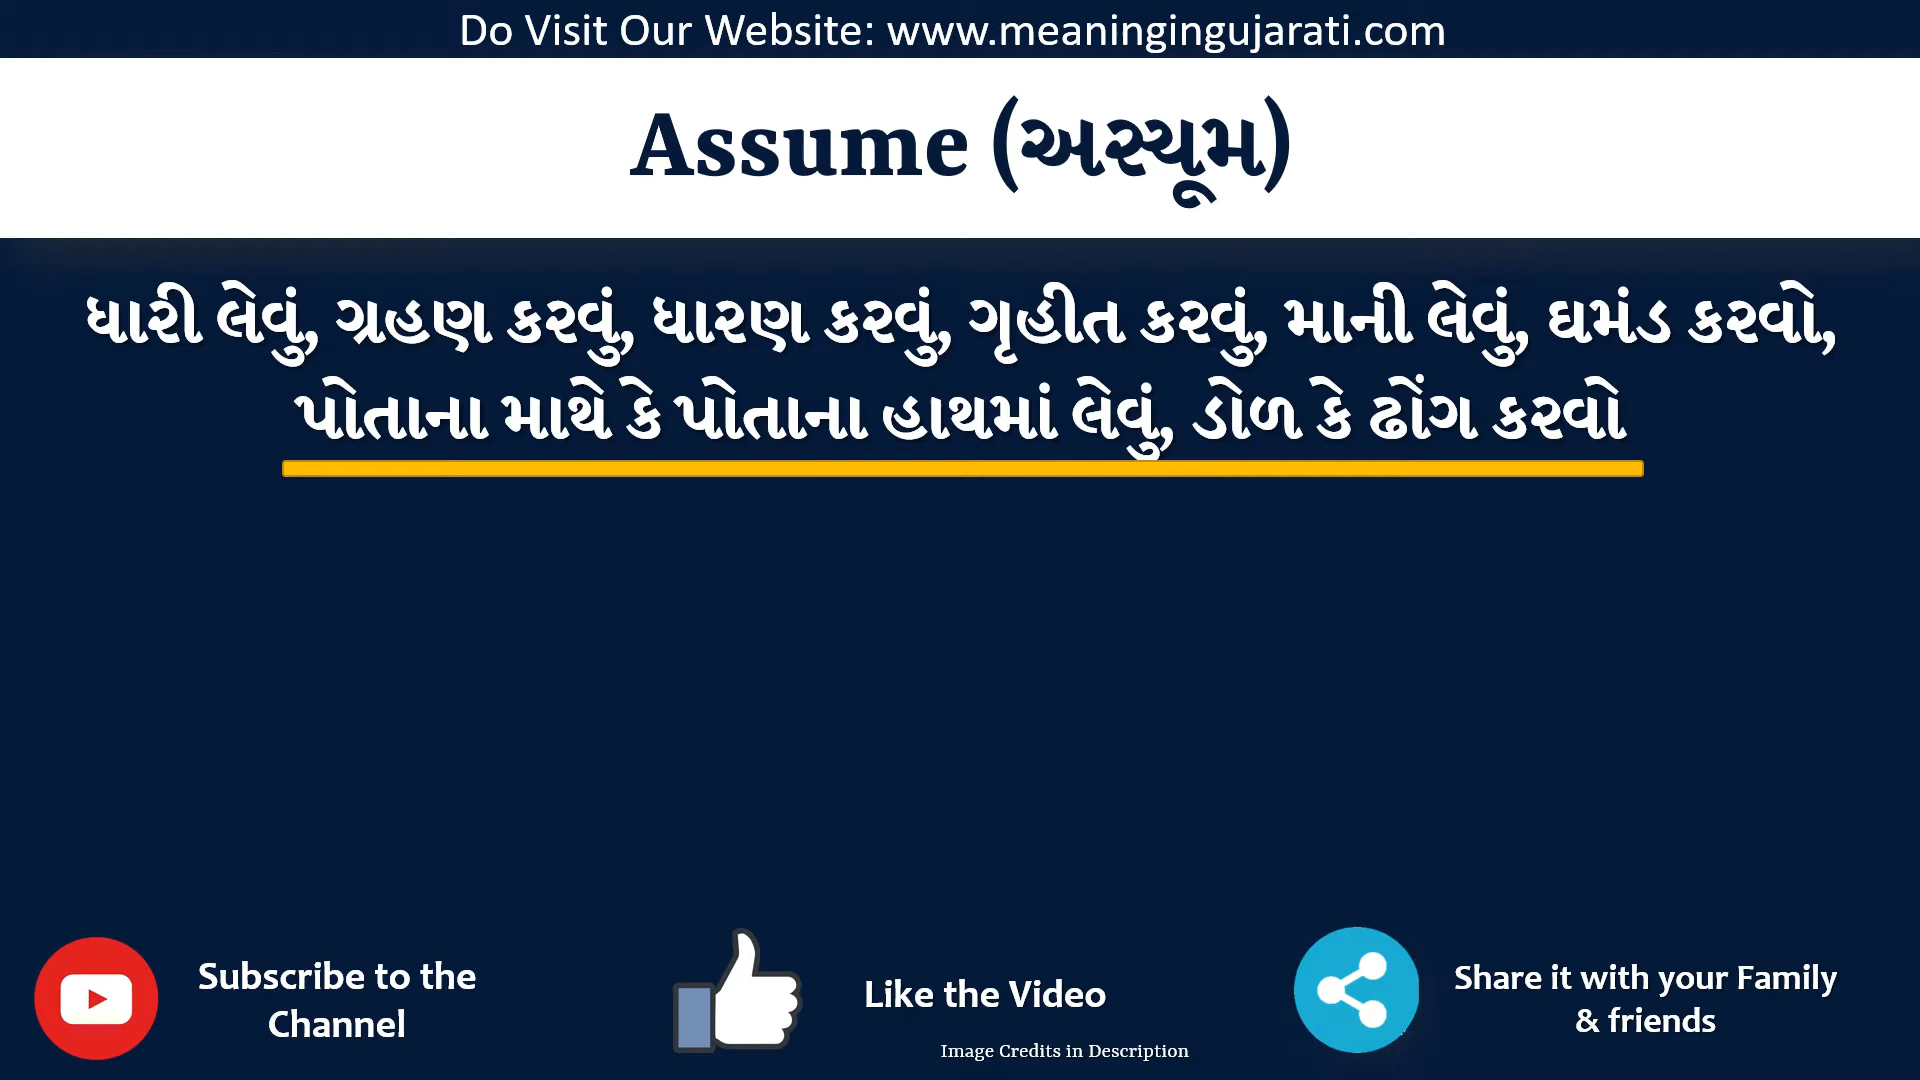 Do Visit Our Website: www.meaningingujarati.com
Assume (અસ્યૂમ)
ધારી લેવું, ગ્રહણ કરવું, ધારણ કરવું, ગૃહીત કરવું, માની લેવું, ઘમંડ કરવો,
પોતાના માથે કે પોતાના હાથમાં લેવું, ડોળ કે ઢોંગ કરવો
Subscribe to the
Channel
Like the Video
Share it with your Family
& friends
Image Credits in Description